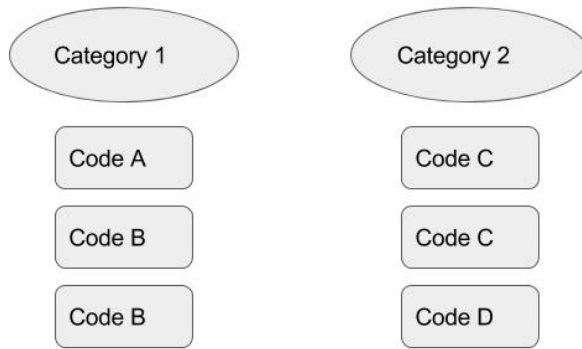 Category 1
Code A
Code B
Code B
Category 2
Code C
Code C
Code D